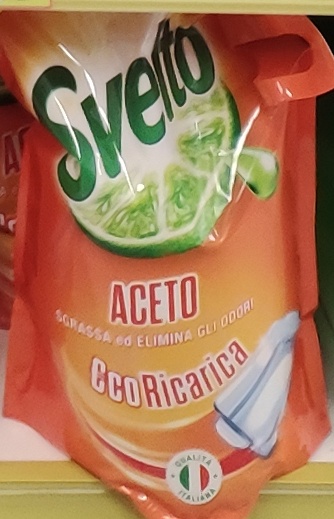 Svelto
ACETO
SGRASSA ed ELIMINA GLI ODORI
ecoRicarica
QUALITÀ
ITALIANA